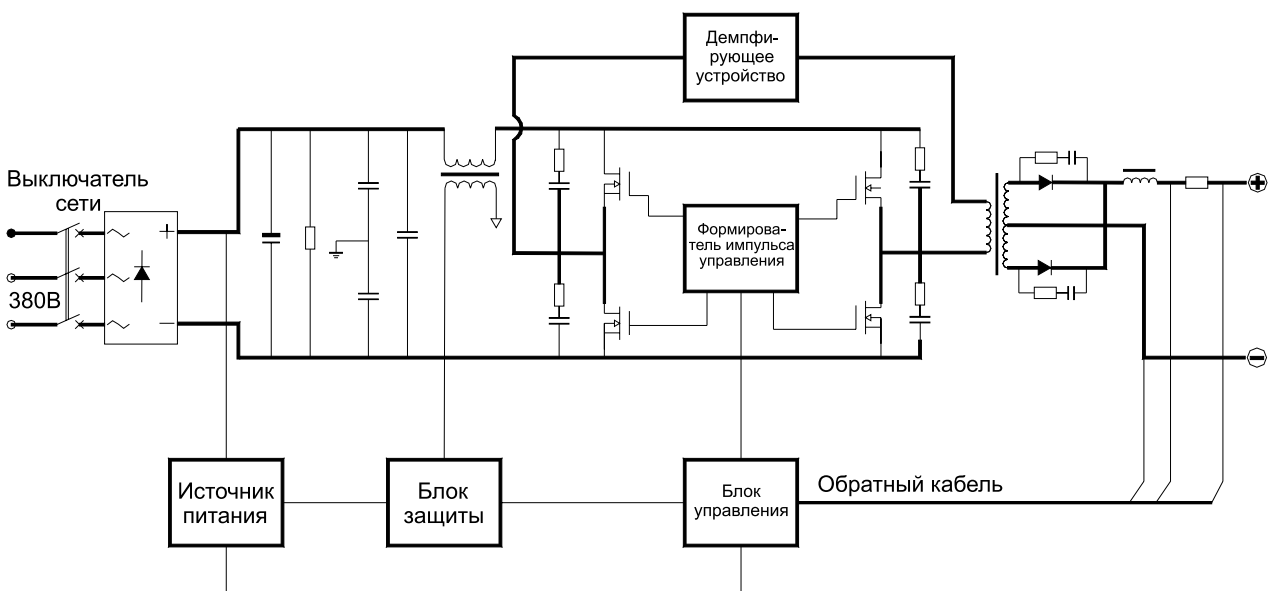 Демпфи-
рующее
устройство
Выключатель
сети
380В
+
−
Формирова-
тель импульса
управления
+
−
Источник
питания
Блок
защиты
Блок
управления
Обратный кабель